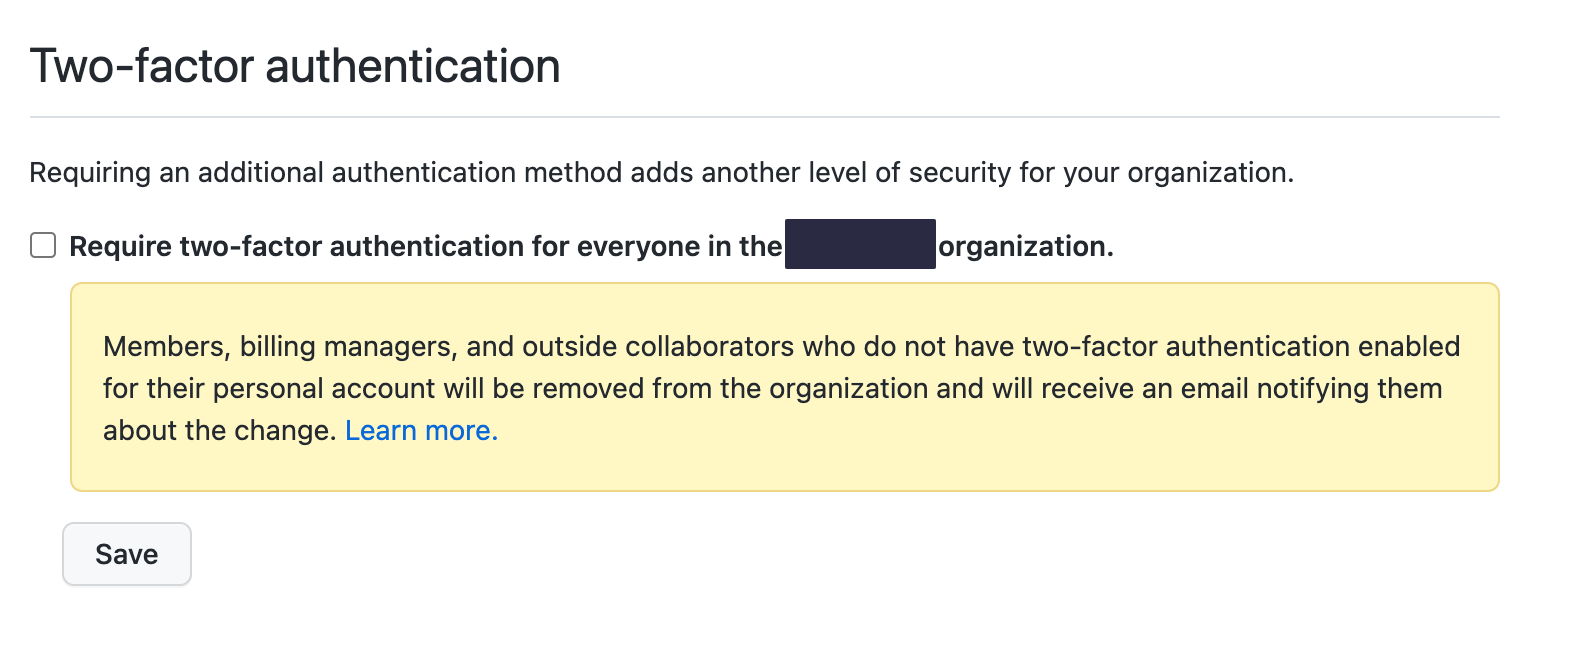 Two-factor authentication
Requiring an additional authentication method adds another level of security for your organization.
Require two-factor authentication for everyone in the organization.
Members, billing managers, and outside collaborators who do not have two-factor authentication enabled
for their personal account will be removed from the organization and will receive an email notifying them
about the change. Learn more.
Save